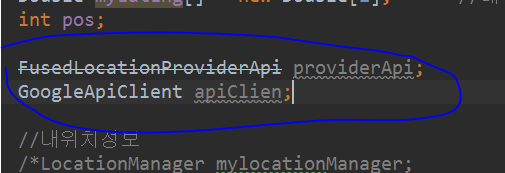 int pos;
FusedLocationProviderApi providerApi;
GoogleApiClient apiClien;
//내위치정보
/*LocationManager mylocationManager;